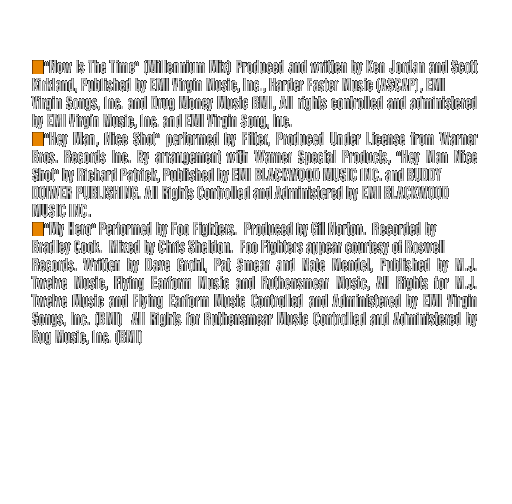 "Now Is The Time" (Millennium Mix) Produced and written by Ken Jordan and Scott
Kirkland, Published by EMI Virgin Music, Inc., Harder Faster Music (ASCAP), EMI
Virgin Songs, Inc. and Drug Money Music BMI, All rights controlled and administered
by EMI Virgin Music, Inc. and EMI Virgin Song, Inc.
"Hey Man, Nice Shot" performed by Filter, Produced Under License from Warner
Bros. Records Inc. By arrangement with Warner Special Products, "Hey Man Nice
Shot" by Richard Patrick, Published by EMI BLACKWOOD MUSIC INC. and BUDDY
DOWER PUBLISHING. All Rights Controlled and Administered by EMI BLACKWOOD
MUSIC INC.
"My Hero" Performed by Foo Fighters. Produced by Gil Norton. Recorded by
Bradley Cook. Mixed by Chris Sheldon. Foo Fighters appear courtesy of Roswell
Records. Written by Dave Grohl, Pat Smear and Nate Mendel, Published by M.J.
Twelve Music, Flying Earform Music and Ruthensmear Music, All Rights for M.J.
Twelve Music and Flying Earform Music Controlled and Administered by EMI Virgin
Songs, Inc. (BMI) All Rights for Ruthensmear Music Controlled and Administered by
Bug Music, Inc. (BMI)